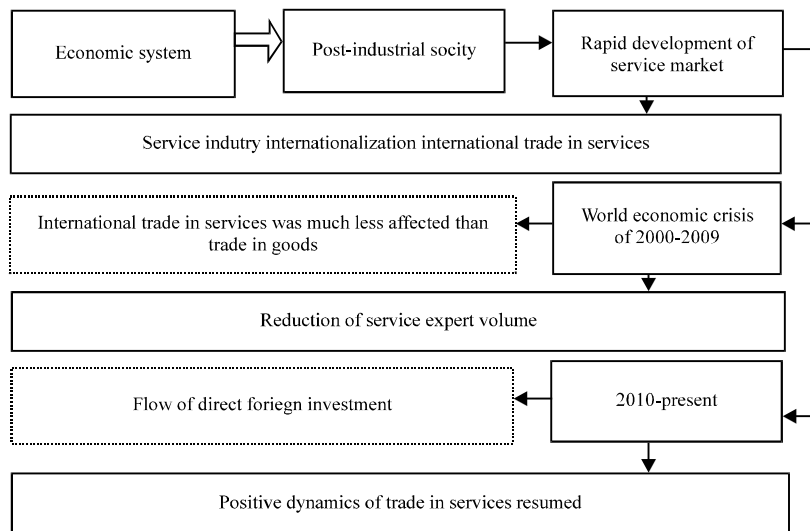 Economic system
Post-industrial socity
Rapid development of
service market
Service indutry internationalization international trade in services
International trade in services was much less affected than
trade in goods
World economic crisis
of 2000-2009
Reduction of service expert volume
Flow of direct foriegn investment
2010-present
Positive dynamics of trade in services resumed